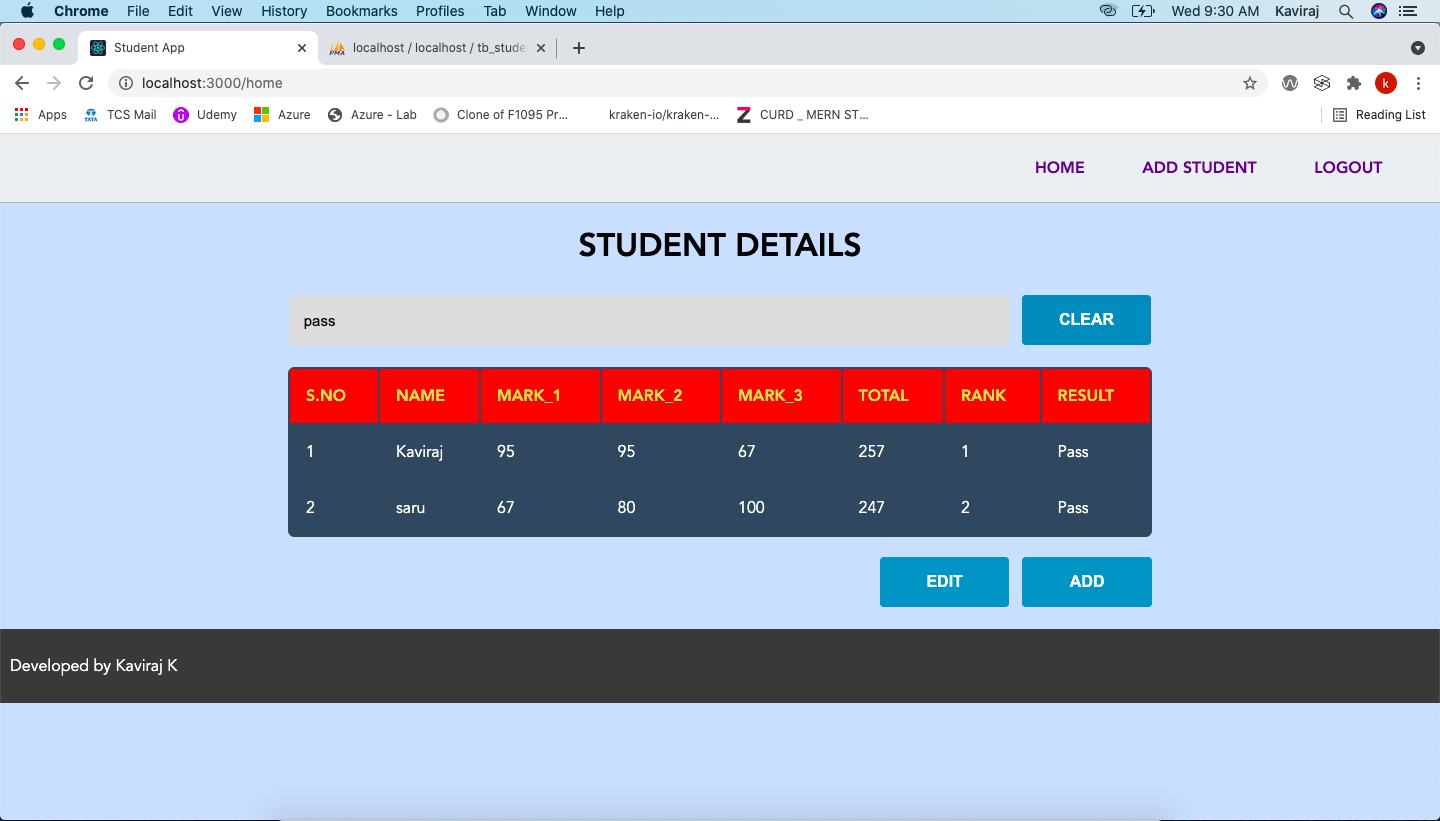 Chrome File Edit View History Bookmarks Profiles Tab Window Help Wed 9:30 AM Kaviraj
Student App localhost / localhost / tb_stude
localhost:3000/home k
Apps TCS Mail Udemy Azure Azure - Lab Clone of F1095 Pr... kraken-io/kraken-... CURD _ MERN ST... Reading List
HOME ADD STUDENT LOGOUT
STUDENT DETAILS
pass CLEAR
S.NO NAME MARK_1 MARK_2 MARK_3 TOTAL RANK RESULT
1 Kaviraj 95 95 67 257 1 Pass
2 saru 67 80 100 247 2 Pass
EDIT ADD
Developed by Kaviraj K